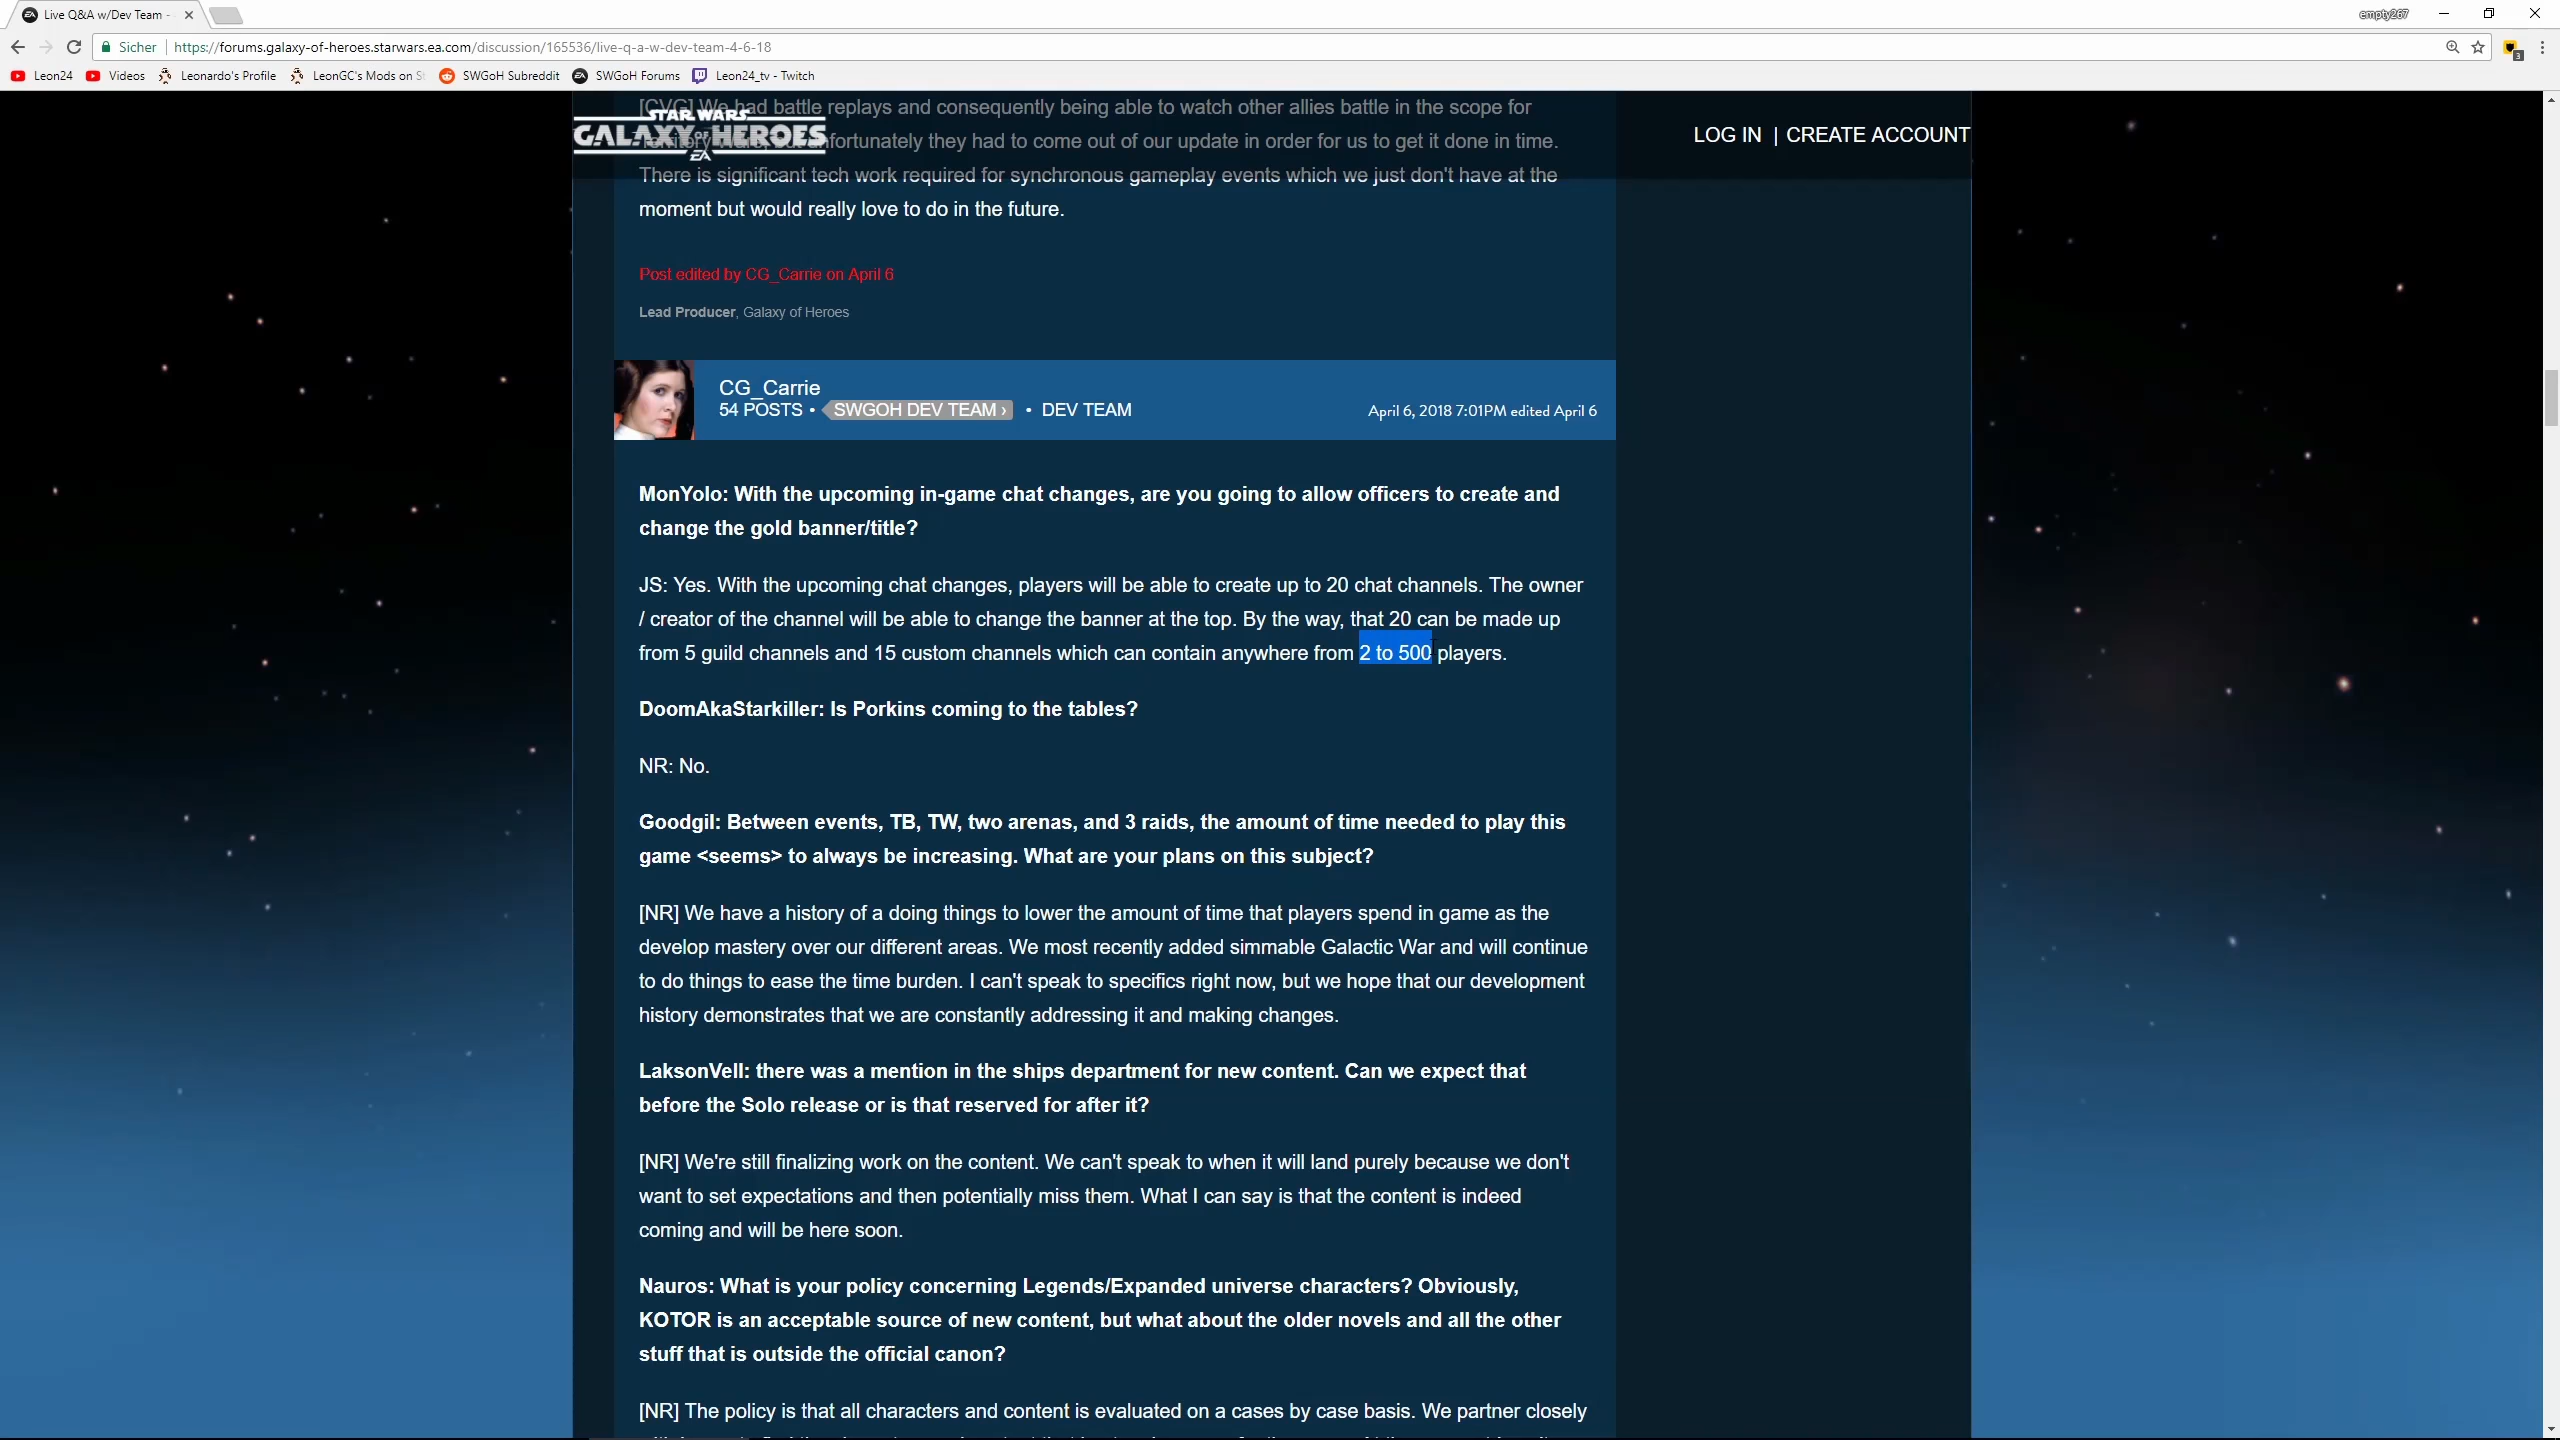 Live Q&A w/Dev Team -
empty267
Sicher
https://forums.galaxy-of-heroes.starwars.ea.com/discussion/165536/live-q-a-w-dev-team-4-6-18
3
Leon24
Videos
Leonardo's Profile
LeonGC's Mods on S
SWGoH Subreddit
SWGoH Forums
Leon24_tv - Twitch
[CVG] We had battle replays and consequently being able to watch other allies battle in the scope for
STAR WARS
GALAXY OF HEROES
EA
LOG IN | CREATE ACCOUNT
Territory Wars, but unfortunately they had to come out of our update in order for us to get it done in time.
There is significant tech work required for synchronous gameplay events which we just don't have at the
moment but would really love to do in the future.
Post edited by CG_Carrie on April 6
Lead Producer, Galaxy of Heroes
CG_Carrie
54 POSTS • SWGOH DEV TEAM › • DEV TEAM
April 6, 2018 7:01PM edited April 6
MonYolo: With the upcoming in-game chat changes, are you going to allow officers to create and
change the gold banner/title?
JS: Yes. With the upcoming chat changes, players will be able to create up to 20 chat channels. The owner
/ creator of the channel will be able to change the banner at the top. By the way, that 20 can be made up
from 5 guild channels and 15 custom channels which can contain anywhere from 2 to 500 players.
DoomAkaStarkiller: Is Porkins coming to the tables?
NR: No.
Goodgil: Between events, TB, TW, two arenas, and 3 raids, the amount of time needed to play this
game <seems> to always be increasing. What are your plans on this subject?
[NR] We have a history of a doing things to lower the amount of time that players spend in game as the
develop mastery over our different areas. We most recently added simmable Galactic War and will continue
to do things to ease the time burden. I can't speak to specifics right now, but we hope that our development
history demonstrates that we are constantly addressing it and making changes.
LaksonVell: there was a mention in the ships department for new content. Can we expect that
before the Solo release or is that reserved for after it?
[NR] We're still finalizing work on the content. We can't speak to when it will land purely because we don't
want to set expectations and then potentially miss them. What I can say is that the content is indeed
coming and will be here soon.
Nauros: What is your policy concerning Legends/Expanded universe characters? Obviously,
KOTOR is an acceptable source of new content, but what about the older novels and all the other
stuff that is outside the official canon?
[NR] The policy is that all characters and content is evaluated on a cases by case basis. We partner closely